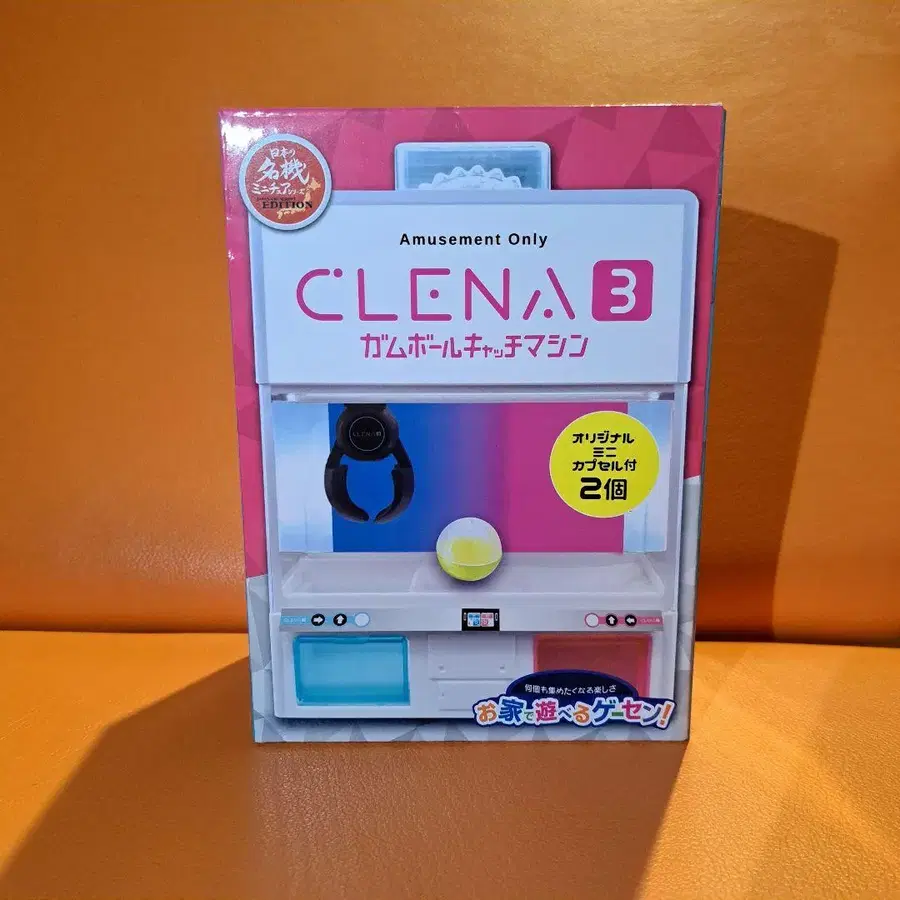 日本の
名機
ミニチュアシリーズ
EDITION
Amusement Only
CLENA 3
ガムボールキャッチマシン
CLENA3
オリジナル
ミニ
カプセル付
2個
何個も集めたくなる楽しさ
お家で遊べるゲーセン!